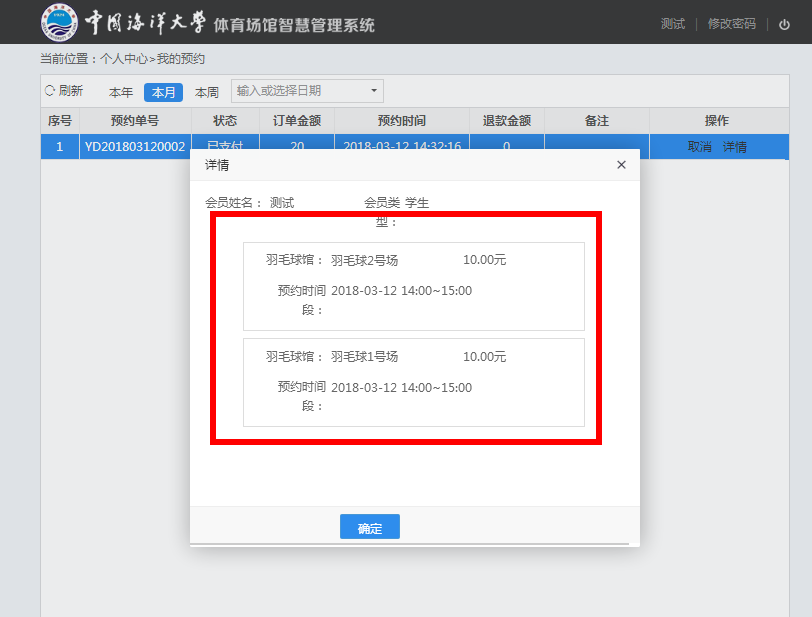 中国海洋大学 体育场馆智慧管理系统
测试 | 修改密码 |
当前位置：个人中心>我的预约
刷新 本年 本月 本周 输入或选择日期
序号 预约单号 状态 订单金额 预约时间 退款金额 备注 操作
1 YD201803120002 已支付 20 2018-03-12 14:32:16 0 取消 详情
详情 ×
会员姓名： 测试 会员类 学生
型：
羽毛球馆： 羽毛球2号场 10.00元
预约时间 2018-03-12 14:00~15:00
段：
羽毛球馆： 羽毛球1号场 10.00元
预约时间 2018-03-12 14:00~15:00
段：
确定